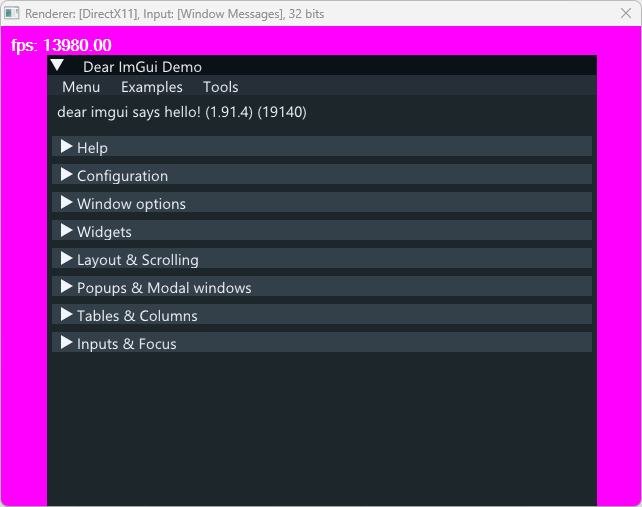 Renderer: [DirectX11], Input: [Window Messages], 32 bits
fps: 13980.00
Dear ImGui Demo
Menu Examples Tools
dear imgui says hello! (1.91.4) (19140)
Help
Configuration
Window options
Widgets
Layout & Scrolling
Popups & Modal windows
Tables & Columns
Inputs & Focus